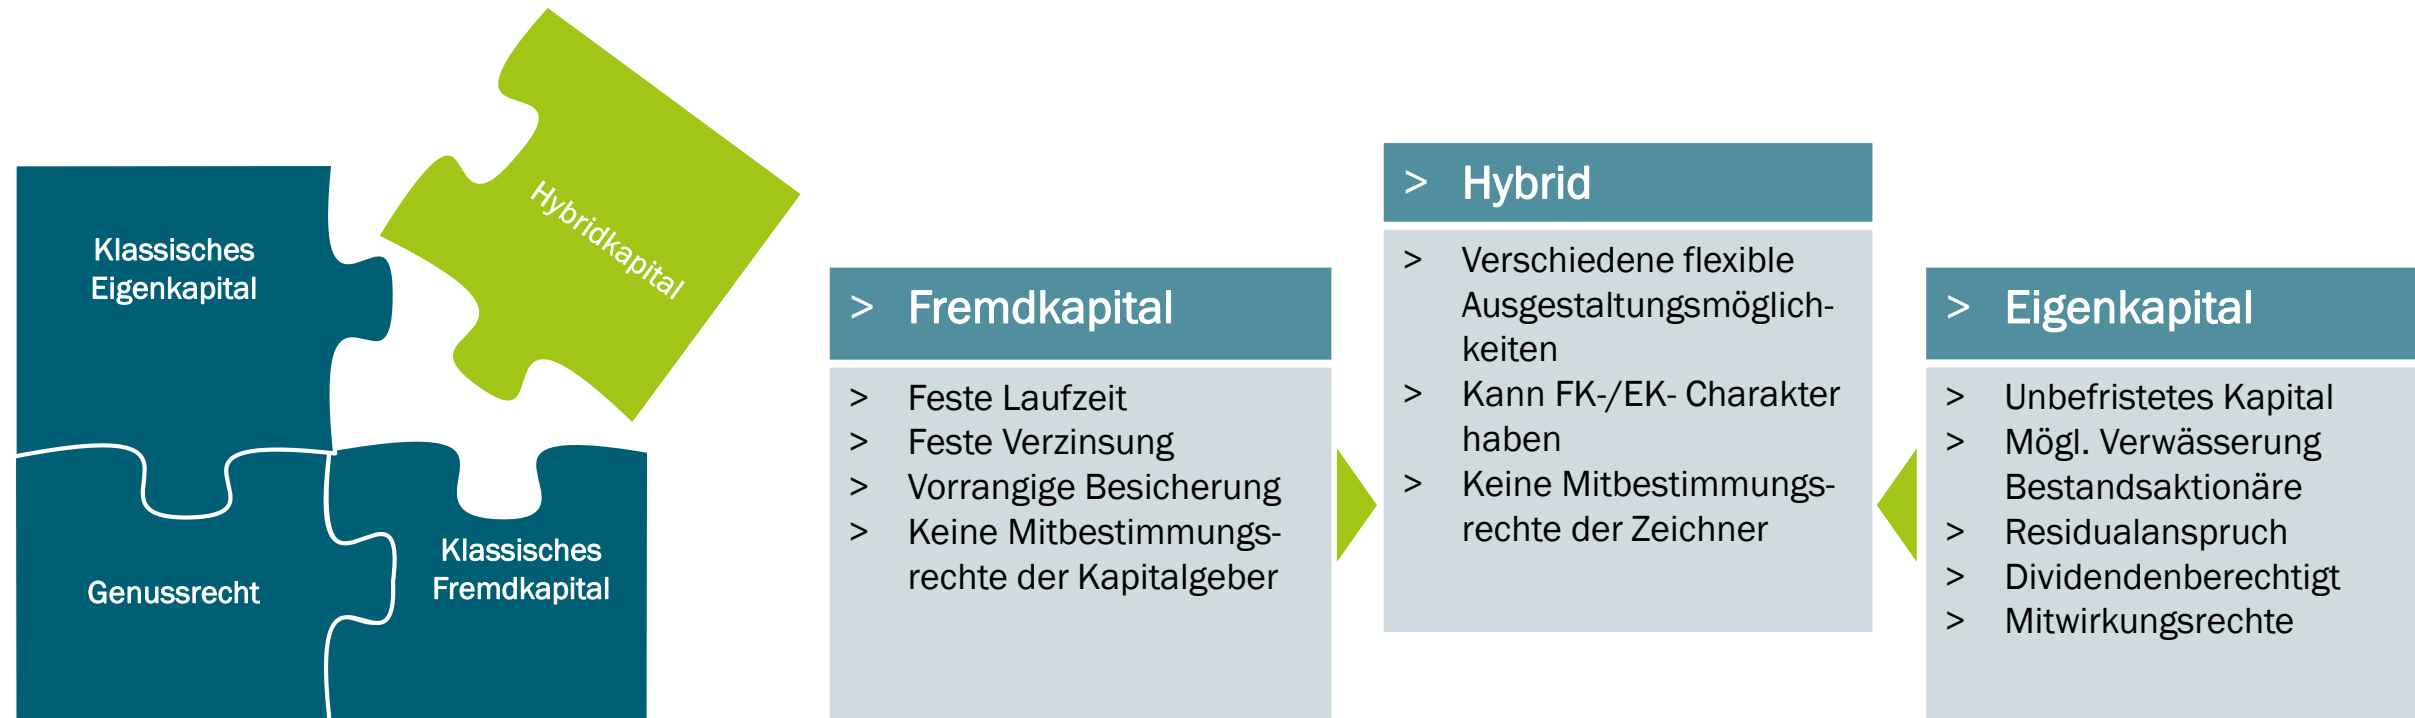 Hybridkapital
Klassisches
Eigenkapital
Genussrecht
Klassisches
Fremdkapital
> Fremdkapital
> Feste Laufzeit
> Feste Verzinsung
> Vorrangige Besicherung
> Keine Mitbestimmungs-
rechte der Kapitalgeber
> Hybrid
> Verschiedene flexible
Ausgestaltungsmöglich-
keiten
> Kann FK-/EK- Charakter
haben
> Keine Mitbestimmungs-
rechte der Zeichner
> Eigenkapital
> Unbefristetes Kapital
> Mögl. Verwässerung
Bestandsaktionäre
> Residualanspruch
> Dividendenberechtigt
> Mitwirkungsrechte